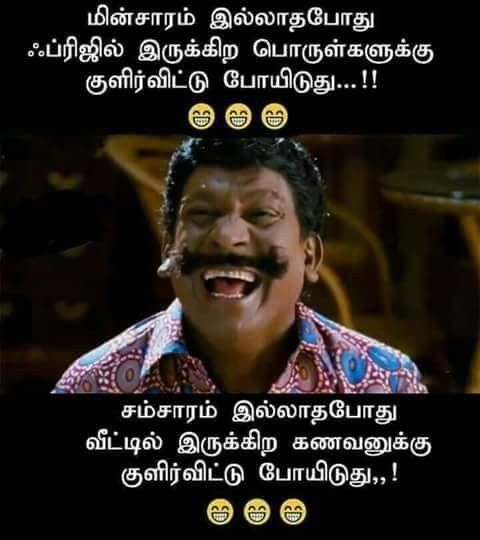 மின்சாரம் இல்லாதபோது
ஃப்ரிஜில் இருக்கிற பொருள்களுக்கு
குளிர்விட்டு போயிடுது...!!
😁 😁 😁
சம்சாரம் இல்லாதபோது
வீட்டில் இருக்கிற கணவனுக்கு
குளிர்விட்டு போயிடுது,,!
😁 😁 😁